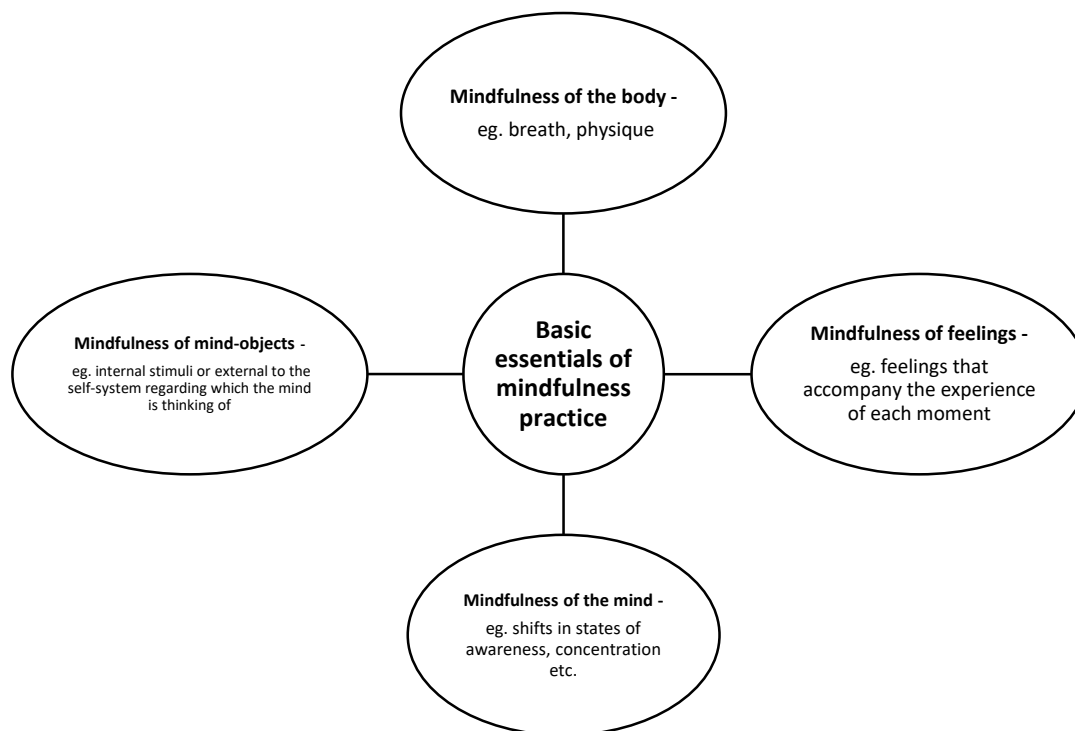 Mindfulness of the body -
eg. breath, physique
Mindfulness of mind-objects -
eg. internal stimuli or external to the
self-system regarding which the mind
is thinking of
Basic
essentials of
mindfulness
practice
Mindfulness of feelings -
eg. feelings that
accompany the experience
of each moment
Mindfulness of the mind -
eg. shifts in states of
awareness, concentration
etc.